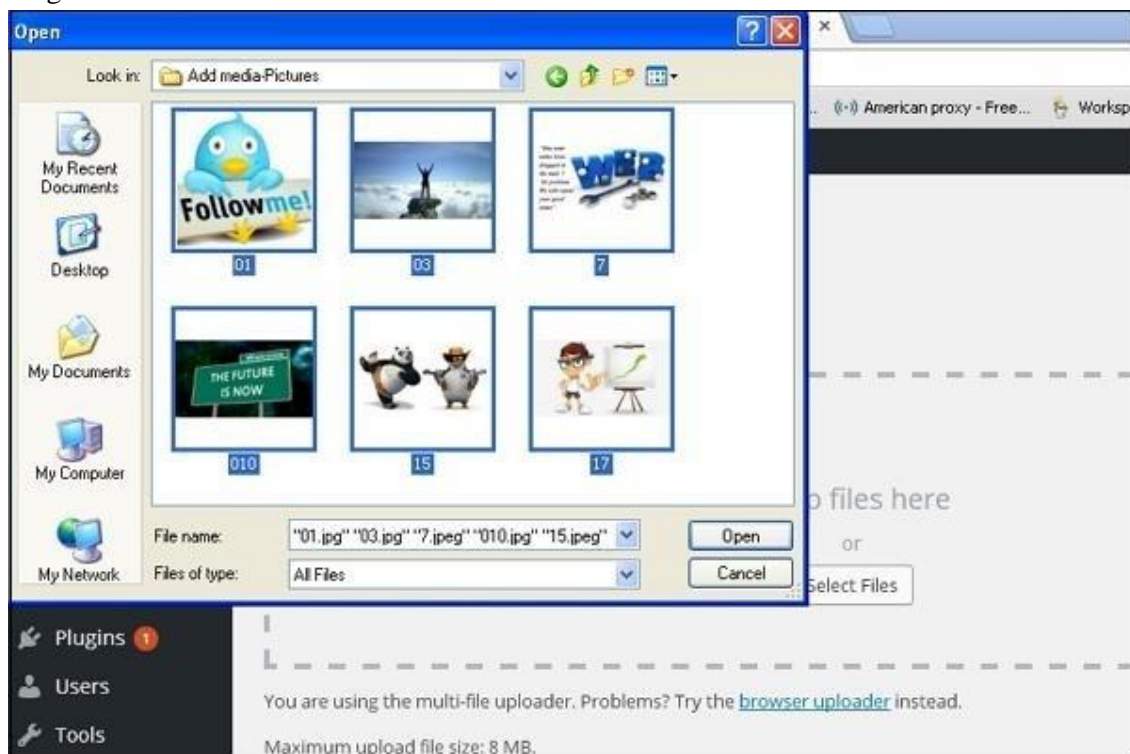 Open
American proxy - Free...
Worksp
Look in:
Add media-Pictures
My Recent
Documents
Desktop
My Documents
My Computer
My Network
Follow me!
01
03
WEB
7
Welcome
THE FUTURE
IS NOW
010
15
17
File name:
"01.jpg" "03.jpg" "7.jpeg" "010.jpg" "15.jpeg"
Open
Files of type:
All Files
Cancel
files here
or
Select Files
Plugins 1
Users
Tools
You are using the multi-file uploader. Problems? Try the browser uploader instead.
Maximum upload file size: 8 MB.